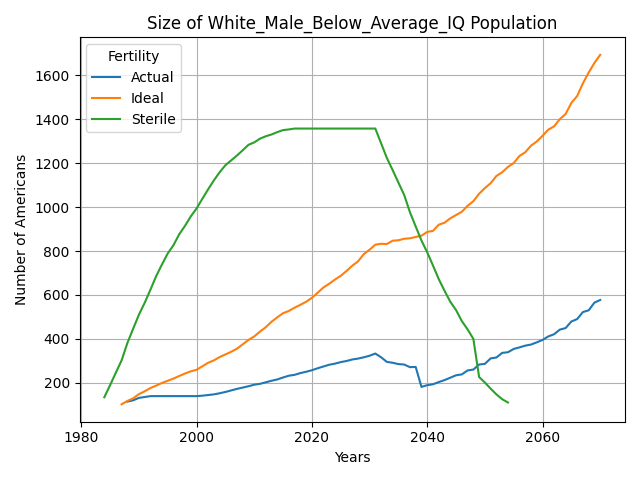 Size of White_Male_Below_Average_IQ Population
Fertility
Actual
Ideal
Sterile
Number of Americans
1600
1400
1200
1000
800
600
400
200
1980
2000
2020
2040
2060
Years